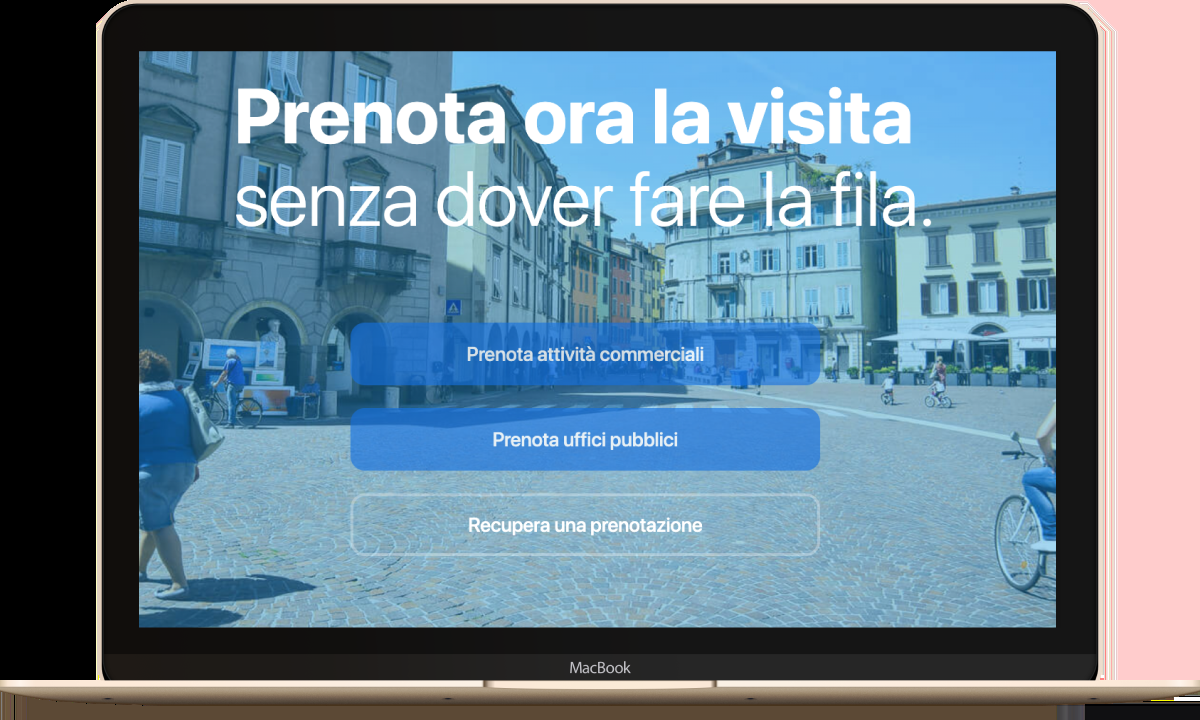 Prenota ora la visita
senza dover fare la fila.
Prenota attività commerciali
Prenota uffici pubblici
Recupera una prenotazione
MacBook